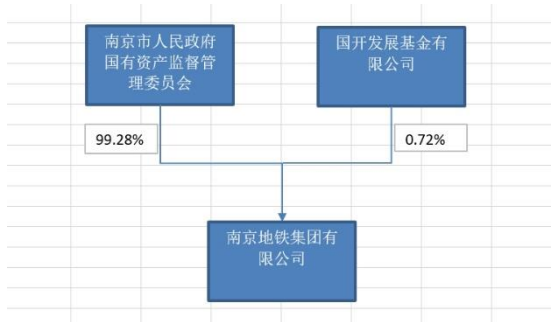 南京市人民政府
国有资产监督管
理委员会
国开发展基金有
限公司
99.28%
0.72%
南京地铁集团有
限公司